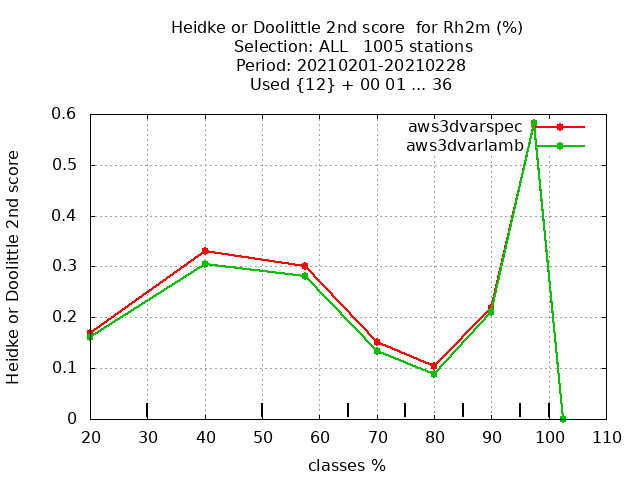 Heidke or Doolittle 2nd score  for Rh2m (%)
Selection: ALL   1005 stations
Period: 20210201-20210228
Used {12} + 00 01 ... 36
aws3dvarspec
aws3dvarlamb
Heidke or Doolittle 2nd score
0.6
0.5
0.4
0.3
0.2
0.1
0
20 30 40 50 60 70 80 90 100 110
classes %